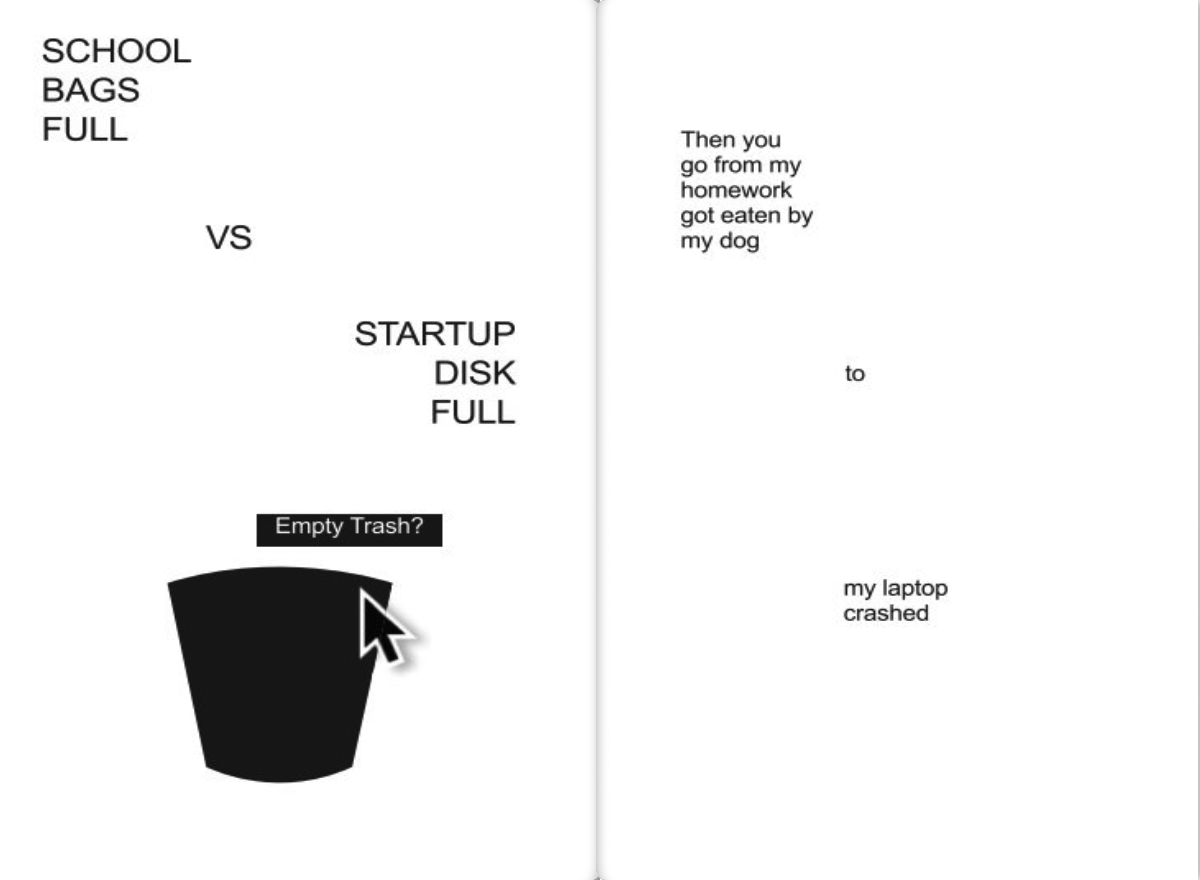 SCHOOL
BAGS
FULL
VS
STARTUP
DISK
FULL
Empty Trash?
Then you
go from my
homework
got eaten by
my dog
to
my laptop
crashed